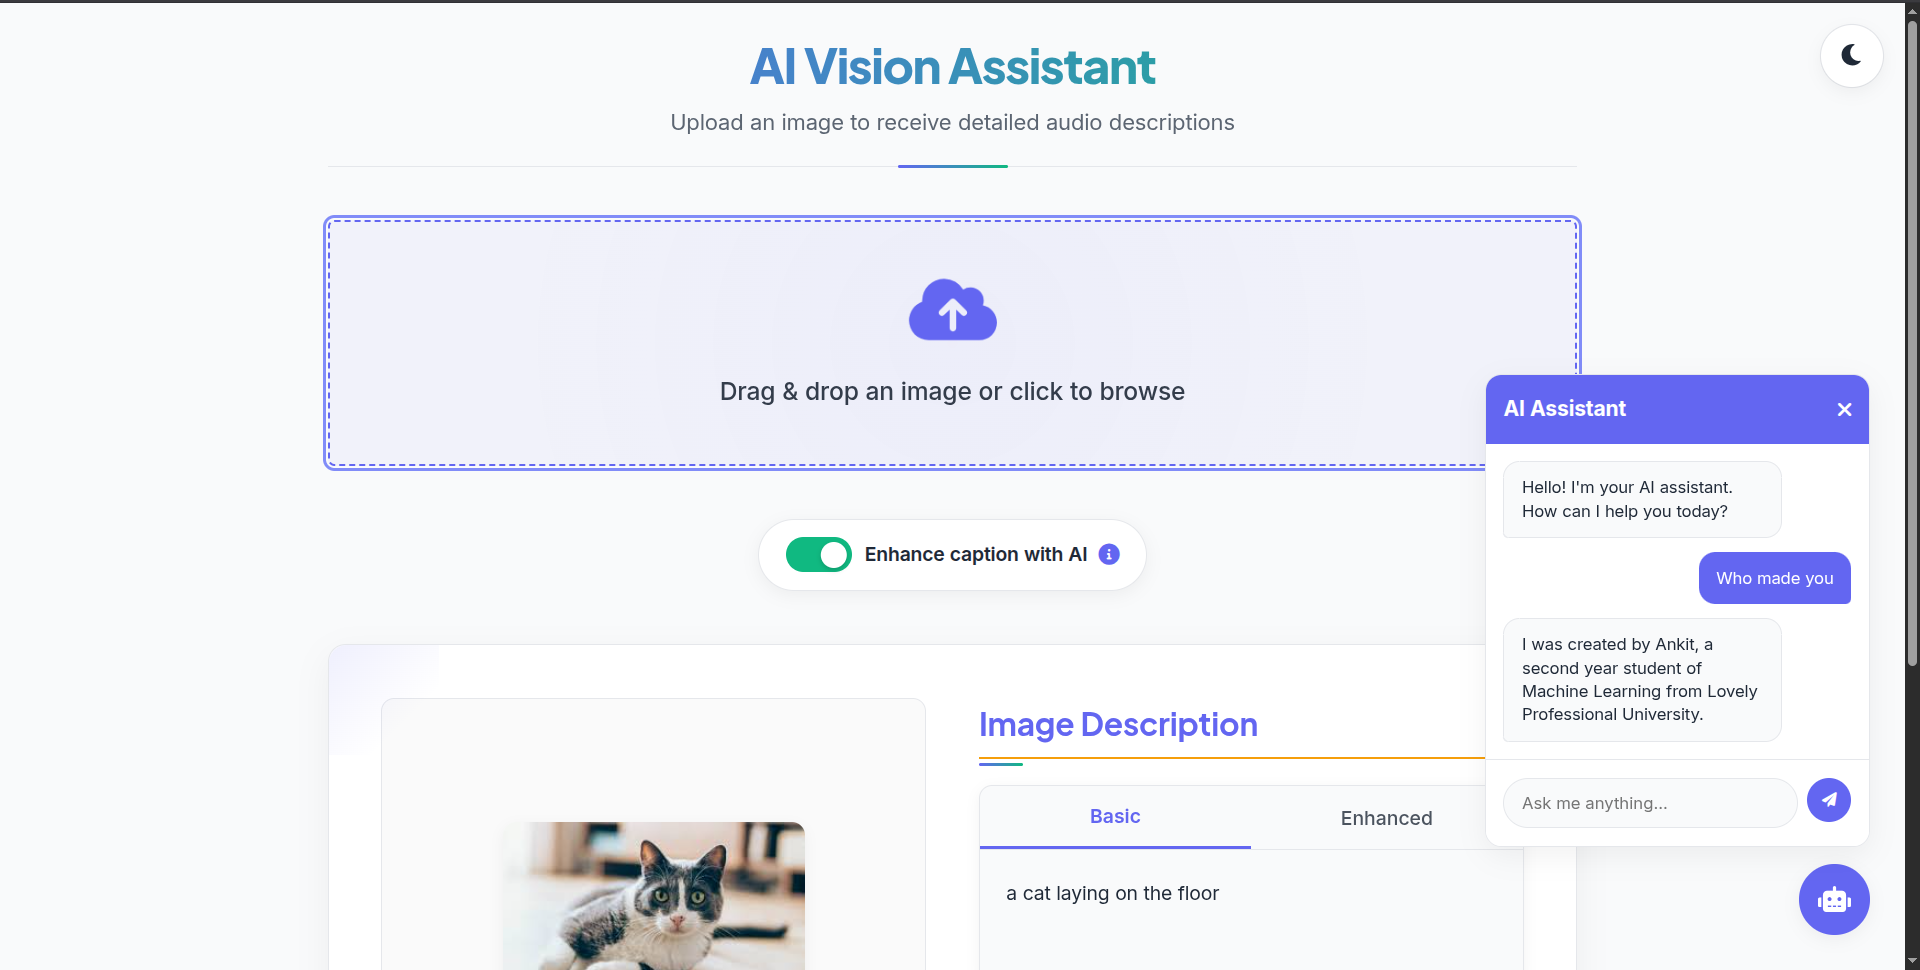 AI Vision Assistant
Upload an image to receive detailed audio descriptions
Drag & drop an image or click to browse
Enhance caption with AI
Image Description
Basic
Enhanced
a cat laying on the floor
AI Assistant
Hello! I'm your AI assistant.
How can I help you today?
Who made you
I was created by Ankit, a
second year student of
Machine Learning from Lovely
Professional University.
Ask me anything...